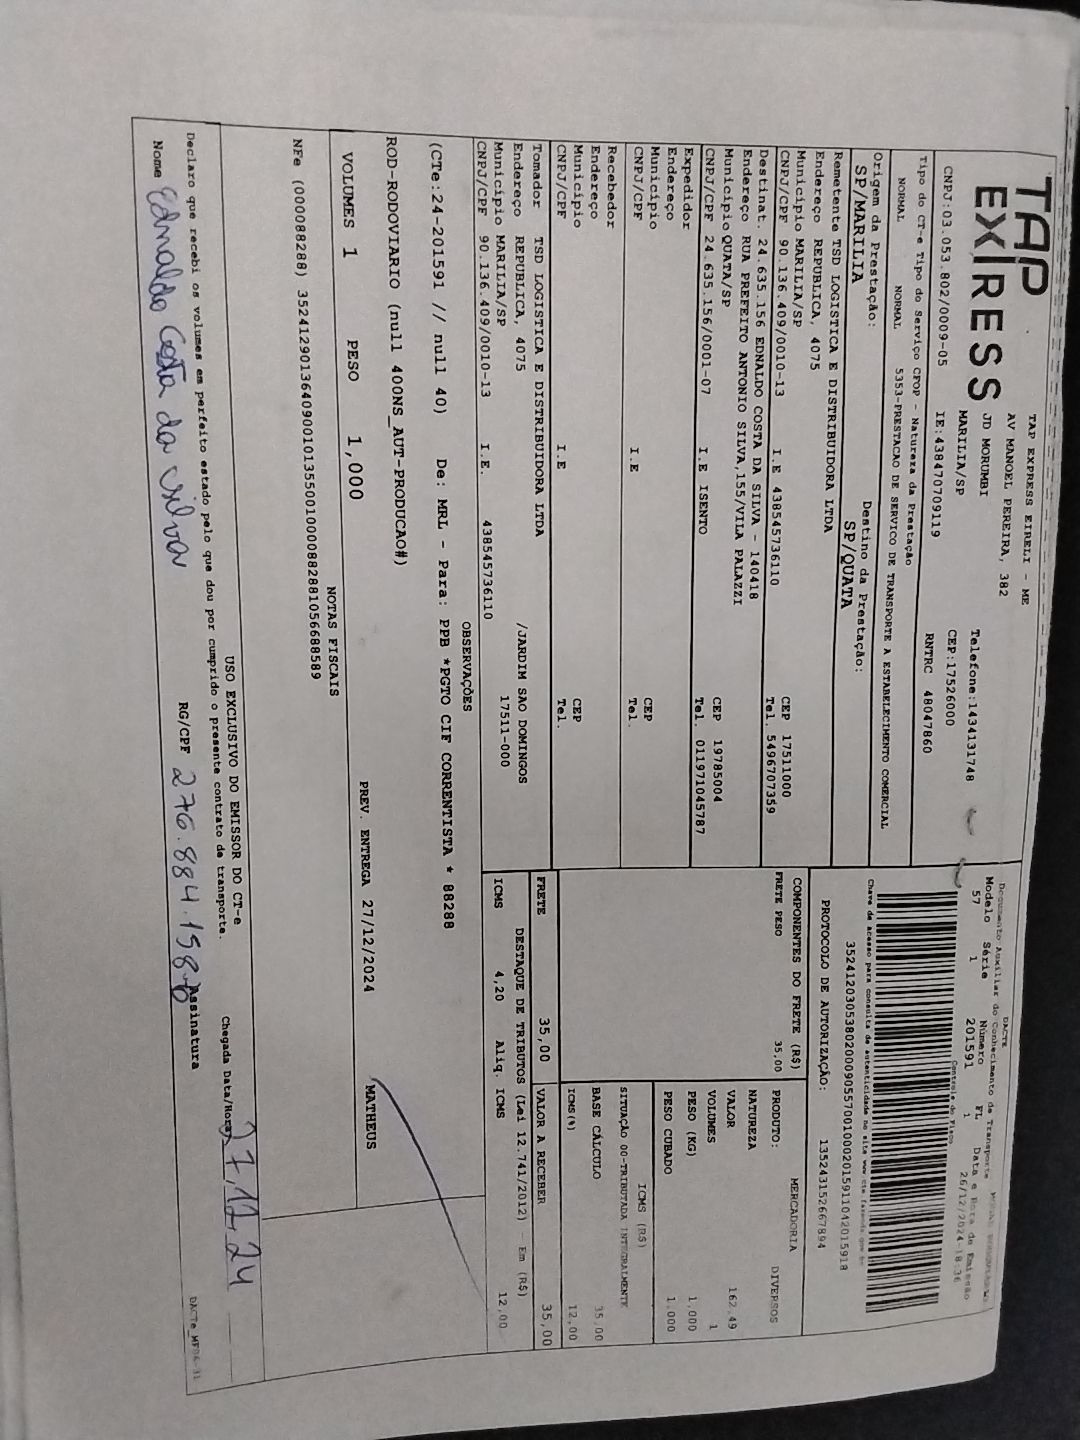 TAP EXPRESS
TAP EXPRESS EIRELI - ME
AV MANOEL PEREIRA, 382
JD MORUMBI
MARILIA/SP
Telefone:1434131748
CEP:17526000
CNPJ:03.053.802/0009-05 IE:438470709119 RNTRC 48047860
Tipo do CT-e Tipo do Serviço CFOP - Natureza da Prestação
NORMAL NORMAL 5353-PRESTACAO DE SERVICO DE TRANSPORTE A ESTABELECIMENTO COMERCIAL
Origem da Prestação: Destino da Prestação:
SP/MARILIA SP/QUATA
Remetente TSD LOGISTICA E DISTRIBUIDORA LTDA
Endereço REPUBLICA, 4075
Município MARILIA/SP CEP 17511000
CNPJ/CPF 90.136.409/0010-13 I.E 438545736110 Tel. 5496707359
Destinat. 24.635.156 EDNALDO COSTA DA SILVA - 140418
Endereço RUA PREFEITO ANTONIO SILVA,155/VILA PALAZZI
Município QUATA/SP CEP 19785004
CNPJ/CPF 24.635.156/0001-07 I.E ISENTO Tel. 011971045787
Expedidor
Endereço
Município CEP
CNPJ/CPF I.E Tel.
Recebedor
Endereço
Município CEP
CNPJ/CPF I.E Tel.
Tomador TSD LOGISTICA E DISTRIBUIDORA LTDA
Endereço REPUBLICA, 4075 /JARDIM SAO DOMINGOS
Município MARILIA/SP 17511-000
CNPJ/CPF 90.136.409/0010-13 I.E. 438545736110
DACTE
Documento Auxiliar do Conhecimento de Transporte
Modelo Série Número FL Data e Hora de Emissão
57 1 201591 1 26/12/2024-18:36
Controle do Fisco
Chave de acesso para consulta de autenticidade no site www.cte.fazenda.gov.br
35241203053802000905570010002015911042015918
PROTOCOLO DE AUTORIZAÇÃO: 135243152667894
COMPONENTES DO FRETE (R$)
FRETE PESO 35,00
PRODUTO: MERCADORIA
NATUREZA DIVERSOS
VALOR 162,49
VOLUMES 1
PESO (KG) 1,000
PESO CUBADO 1.000
ICMS (R$)
SITUAÇÃO 00-TRIBUTADA INTEGRALMENTE
BASE CÁLCULO 35,00
ICMS(%) 12,00
FRETE 35,00 VALOR A RECEBER 35,00
DESTAQUE DE TRIBUTOS (Lei 12.741/2012) - Em (R$)
ICMS 4,20 Aliq. ICMS 12,00
OBSERVAÇÕES
(CTe:24-201591 // null 40) De: MRL - Para: PPB *PGTO CIF CORRENTISTA * 88288
ROD-RODOVIARIO (null 400NS_AUT-PRODUCAO#)
VOLUMES 1 PESO 1,000 PREV. ENTREGA 27/12/2024 MATHEUS
NOTAS FISCAIS
NFe (000088288) 35241290136409001013550010000882881056688589
USO EXCLUSIVO DO EMISSOR DO CT-e
Declaro que recebi os volumes em perfeito estado pelo que dou por cumprido o presente contrato de transporte. Chegada Data/Hora 27,12,24
Nome Ednaldo Costa da Silva RG/CPF 276.884.158-6 Assinatura